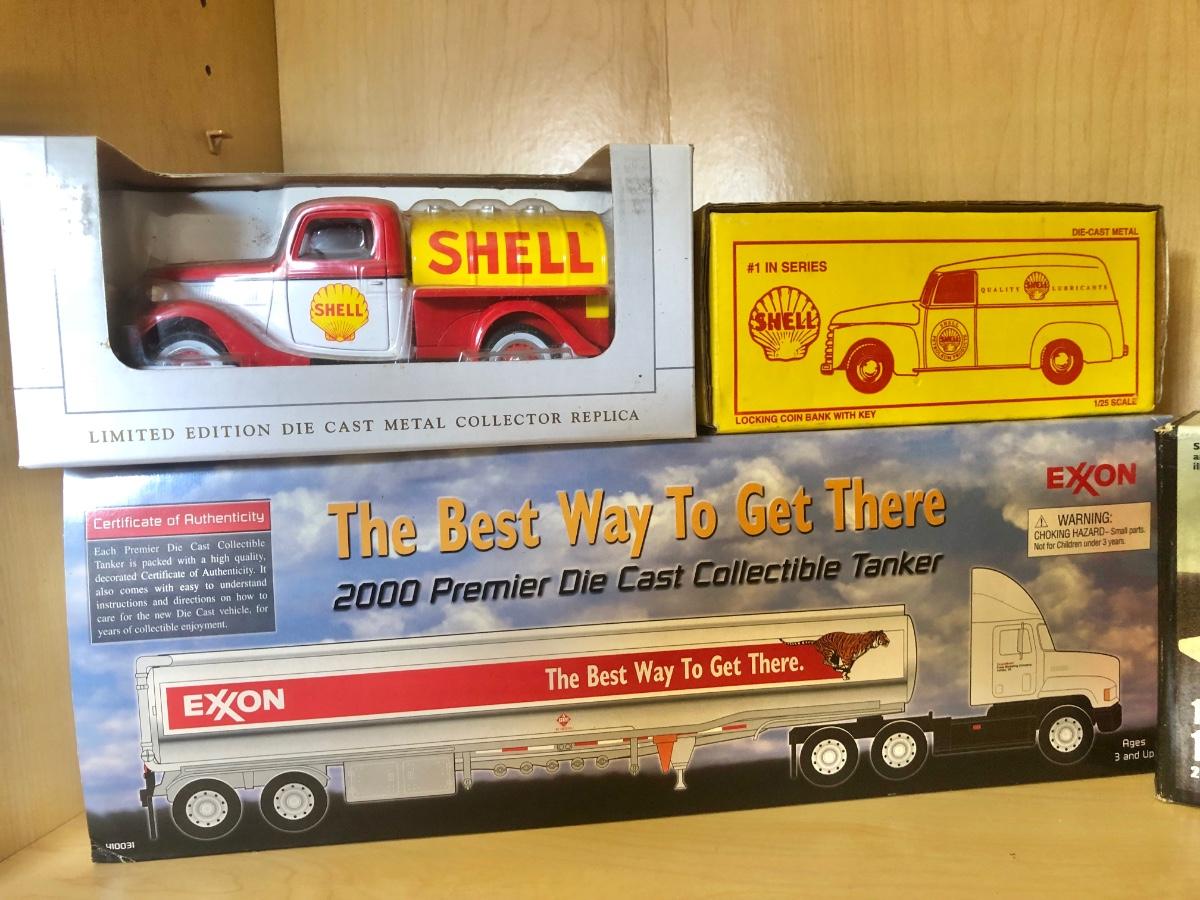 SHELL
SHELL
LIMITED EDITION DIE CAST METAL COLLECTOR REPLICA
DIE-CAST METAL
#1 IN SERIES
SHELL
QUALITY SHELL LUBRICANTS
SHELL
SHELL
LOCKING COIN BANK WITH KEY
1/25 SCALE
The Best Way To Get There
2000 Premier Die Cast Collectible Tanker
EXXON
WARNING:
CHOKING HAZARD– Small parts.
Not for Children under 3 years.
Certificate of Authenticity
Each Premier Die Cast Collectible
Tanker is packed with a high quality,
decorated Certificate of Authenticity. It
also comes with easy to understand
instructions and directions on how to
care for the new Die Cast vehicle, for
years of collectible enjoyment.
EXXON
The Best Way To Get There.
Ages
3 and Up
410031